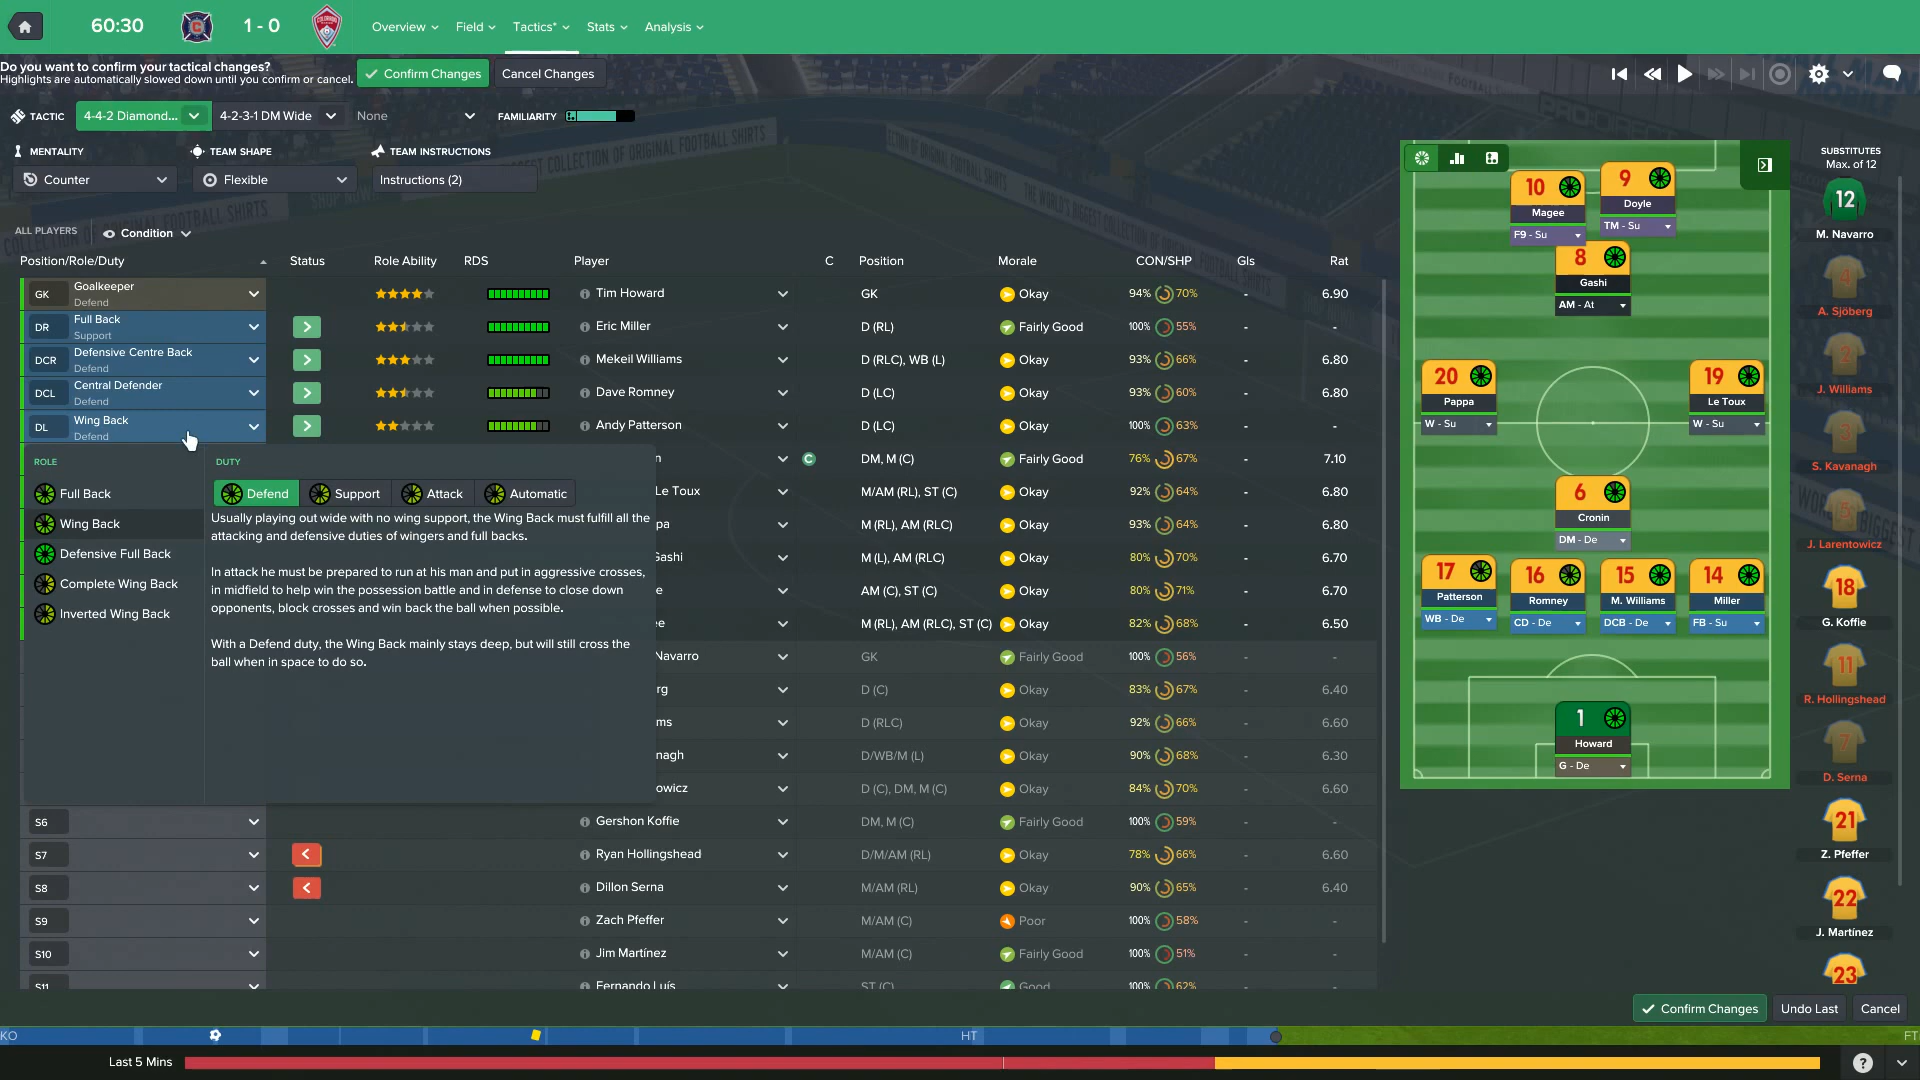 60:30
1 - 0
Overview
Field
Tactics*
Stats
Analysis
Do you want to confirm your tactical changes?
Highlights are automatically slowed down until you confirm or cancel.
Confirm Changes
Cancel Changes
TACTIC
4-4-2 Diamond...
4-2-3-1 DM Wide
None
FAMILIARITY
MENTALITY
TEAM SHAPE
TEAM INSTRUCTIONS
Counter
Flexible
Instructions (2)
ALL PLAYERS
Condition
Position/Role/Duty Status Role Ability RDS Player C Position Morale CON/SHP Gls Rat
GK Goalkeeper Defend Tim Howard GK Okay 94% 70% - 6.90
DR Full Back Support Eric Miller D (RL) Fairly Good 100% 55% - -
DCR Defensive Centre Back Defend Mekeil Williams D (RLC), WB (L) Okay 93% 66% - 6.80
DCL Central Defender Defend Dave Romney D (LC) Okay 93% 60% - 6.80
DL Wing Back Defend Andy Patterson D (LC) Okay 100% 63% - -
n C DM, M (C) Fairly Good 76% 67% - 7.10
Le Toux M/AM (RL), ST (C) Okay 92% 64% - 6.80
pa M (RL), AM (RLC) Okay 93% 64% - 6.80
Gashi M (L), AM (RLC) Okay 80% 70% - 6.70
e AM (C), ST (C) Okay 80% 71% -
ee M (RL), AM (RLC), ST (C) Okay 82% 68% - 6.50
Navarro GK Fairly Good 100% 56% - -
rg D (C) Okay 83% 67% - 6.40
ms D (RLC) Okay 92% 66% - 6.60
nagh D/WB/M (L) Okay 90% 68% - 6.30
owicz D (C), DM, M (C) Okay 84% 70% - 6.60
S6 Gershon Koffie DM, M (C) Fairly Good 100% 59% - -
S7 Ryan Hollingshead D/M/AM (RL) Okay 78% 66% - 6.60
S8 Dillon Serna M/AM (RL) Okay 90% 65% - 6.40
S9 Zach Pfeffer M/AM (C) Poor 100% 58% - -
S10 Jim Martínez M/AM (C) Fairly Good 100% 51% - -
S11 Fernando Luís ST (C) Good 100% 62% - -
ROLE
Full Back
Wing Back
Defensive Full Back
Complete Wing Back
Inverted Wing Back
DUTY
Defend
Support
Attack
Automatic
Usually playing out wide with no wing support, the Wing Back must fulfill all the
attacking and defensive duties of wingers and full backs.
In attack he must be prepared to run at his man and put in aggressive crosses,
in midfield to help win the possession battle and in defense to close down
opponents, block crosses and win back the ball when possible.
With a Defend duty, the Wing Back mainly stays deep, but will still cross the
ball when in space to do so.
10
Magee
F9 - Su
9
Doyle
TM - Su
8
Gashi
AM - At
20
Pappa
W - Su
19
Le Toux
W - Su
6
Cronin
DM - De
17
Patterson
WB - De
16
Romney
CD - De
15
M. Williams
DCB - De
14
Miller
FB - Su
1
Howard
G - De
SUBSTITUTES
Max. of 12
12
M. Navarro
4
A. Sjöberg
2
J. Williams
3
S. Kavanagh
5
J. Larentowicz
18
G. Koffie
11
R. Hollingshead
7
D. Serna
21
Z. Pfeffer
22
J. Martínez
23
Confirm Changes
Undo Last
Cancel
KO
HT
FT
Last 5 Mins
?